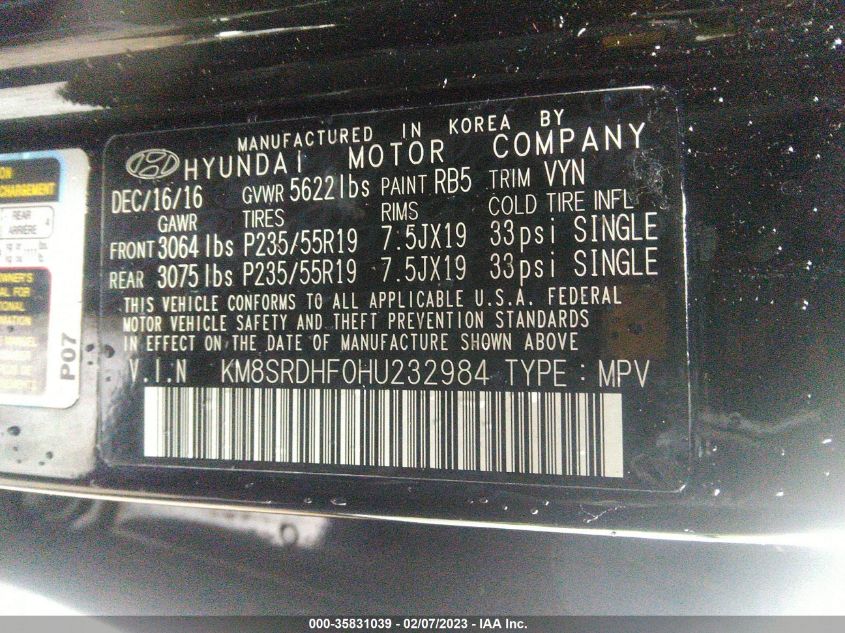 MANUFACTURED IN KOREA BY
HYUNDAI MOTOR COMPANY
DEC/16/16 GVWR 5622lbs PAINT RB5 TRIM VYN
GAWR TIRES RIMS COLD TIRE INFL
FRONT 3064lbs P235/55R19 7.5JX19 33psi SINGLE
REAR 3075lbs P235/55R19 7.5JX19 33psi SINGLE
THIS VEHICLE CONFORMS TO ALL APPLICABLE U.S.A. FEDERAL
MOTOR VEHICLE SAFETY AND THEFT PREVENTION STANDARDS
IN EFFECT ON THE DATE OF MANUFACTURE SHOWN ABOVE
V.I.N KM8SRDHF0HU232984 TYPE : MPV
REAR
ARRIÈRE
P07
000-35831039 - 02/07/2023 - IAA Inc.